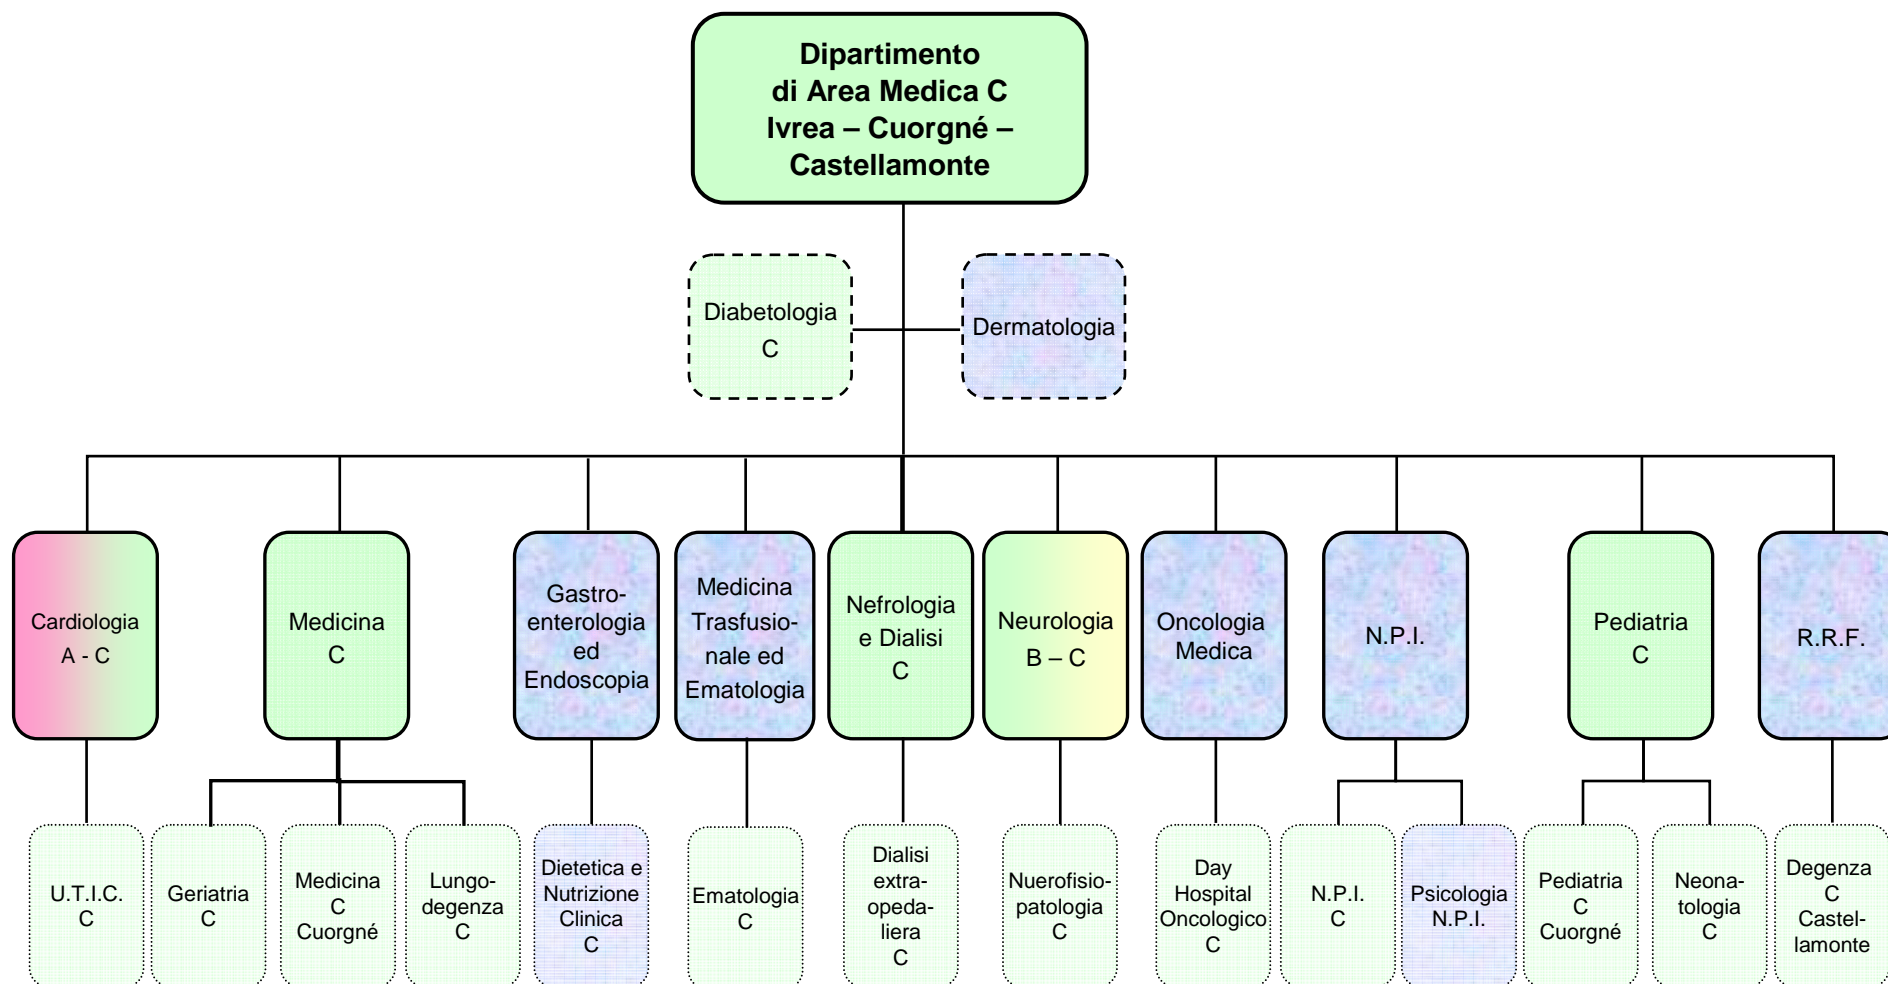 Dipartimento
di Area Medica C
Ivrea – Cuorgné –
Castellamonte
Diabetologia
C
Dermatologia
Cardiologia
A - C
Medicina
C
Gastro-
enterologia
ed
Endoscopia
Medicina
Trasfusio-
nale ed
Ematologia
Nefrologia
e Dialisi
C
Neurologia
B – C
Oncologia
Medica
N.P.I.
Pediatria
C
R.R.F.
U.T.I.C.
C
Geriatria
C
Medicina
C
Cuorgné
Lungo-
degenza
C
Dietetica e
Nutrizione
Clinica
C
Ematologia
C
Dialisi
extra-
opeda-
liera
C
Nuerofisio-
patologia
C
Day
Hospital
Oncologico
C
N.P.I.
C
Psicologia
N.P.I.
Pediatria
C
Cuorgné
Neona-
tologia
C
Degenza
C
Castel-
lamonte